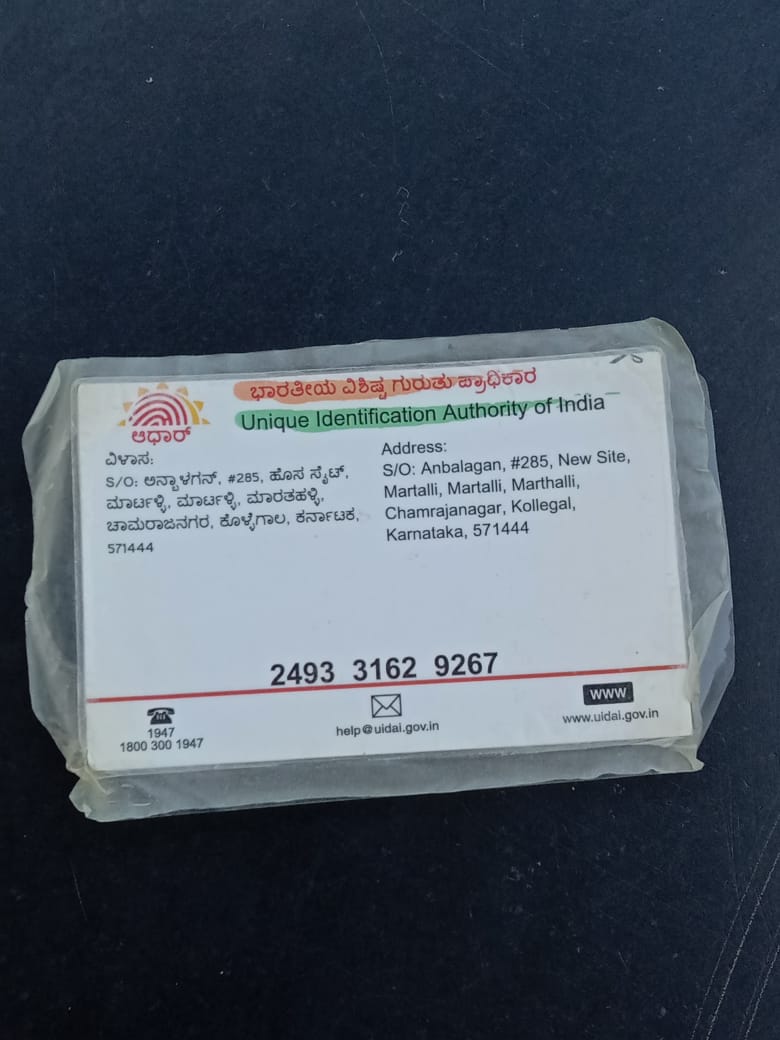 ಭಾರತೀಯ ವಿಶಿಷ್ಟ ಗುರುತು ಪ್ರಾಧಿಕಾರ
Unique Identification Authority of India
ಆಧಾರ್
ವಿಳಾಸ:
S/O: ಅನ್ಬಾಳಗನ್, #285, ಹೊಸ ಸೈಟ್,
ಮಾರ್ಟಳ್ಳಿ, ಮಾರ್ಟಳ್ಳಿ, ಮಾರತಹಳ್ಳಿ,
ಚಾಮರಾಜನಗರ, ಕೊಳ್ಳೆಗಾಲ, ಕರ್ನಾಟಕ,
571444
Address:
S/O: Anbalagan, #285, New Site,
Martalli, Martalli, Marthalli,
Chamrajanagar, Kollegal,
Karnataka, 571444
2493 3162 9267
1947
1800 300 1947
help@uidai.gov.in
www
www.uidai.gov.in